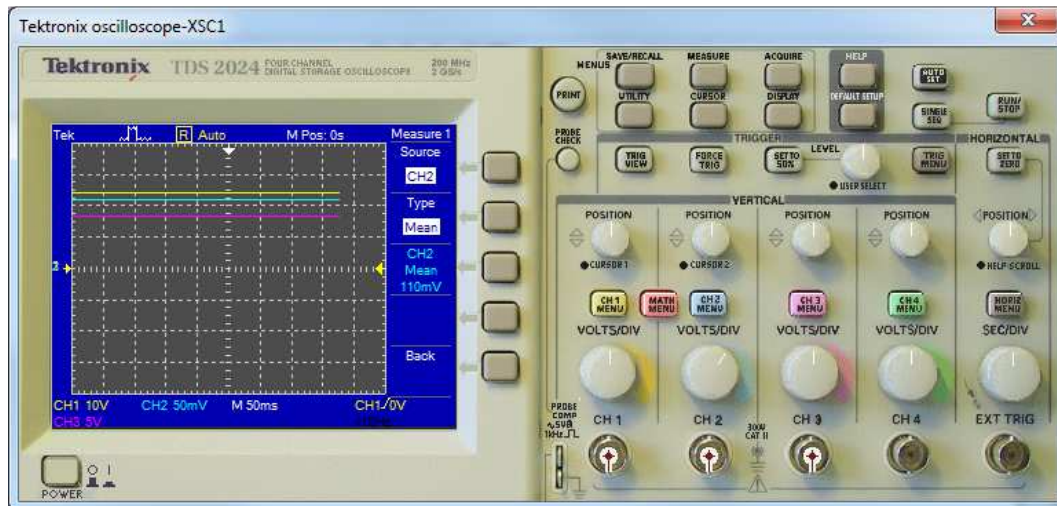 Tektronix oscilloscope-XSC1
Tektronix TDS 2024 FOUR CHANNEL DIGITAL STORAGE OSCILLOSCOPE 200 MHz 2 GS/s
Tek R Auto M Pos: 0s Measure 1
Source
CH2
Type
Mean
CH2
Mean
110mV
Back
2
CH1 10V CH2 50mV M 50ms CH1 0V
CH3 5V
POWER
MENUS
SAVE/RECALL MEASURE ACQUIRE HELP
PRINT
UTILITY CURSOR DISPLAY DEFAULT SETUP
AUTO SET
SINGLE SEQ
RUN/ STOP
PROBE CHECK
TRIGGER
HORIZONTAL
TRIG VIEW
FORCE TRIG
SET TO 50%
LEVEL
TRIG MENU
SET TO ZERO
USER SELECT
VERTICAL
POSITION POSITION POSITION POSITION POSITION
CURSOR 1 CURSOR 2 HELP SCROLL
CH 1 MENU
MATH MENU
CH 2 MENU
CH 3 MENU
CH 4 MENU
HORIZ MENU
VOLTS/DIV VOLTS/DIV VOLTS/DIV VOLTS/DIV SEC/DIV
PROBE COMP
1kHz
CH 1 CH 2 CH 3 CH 4 EXT TRIG
300V
CAT II